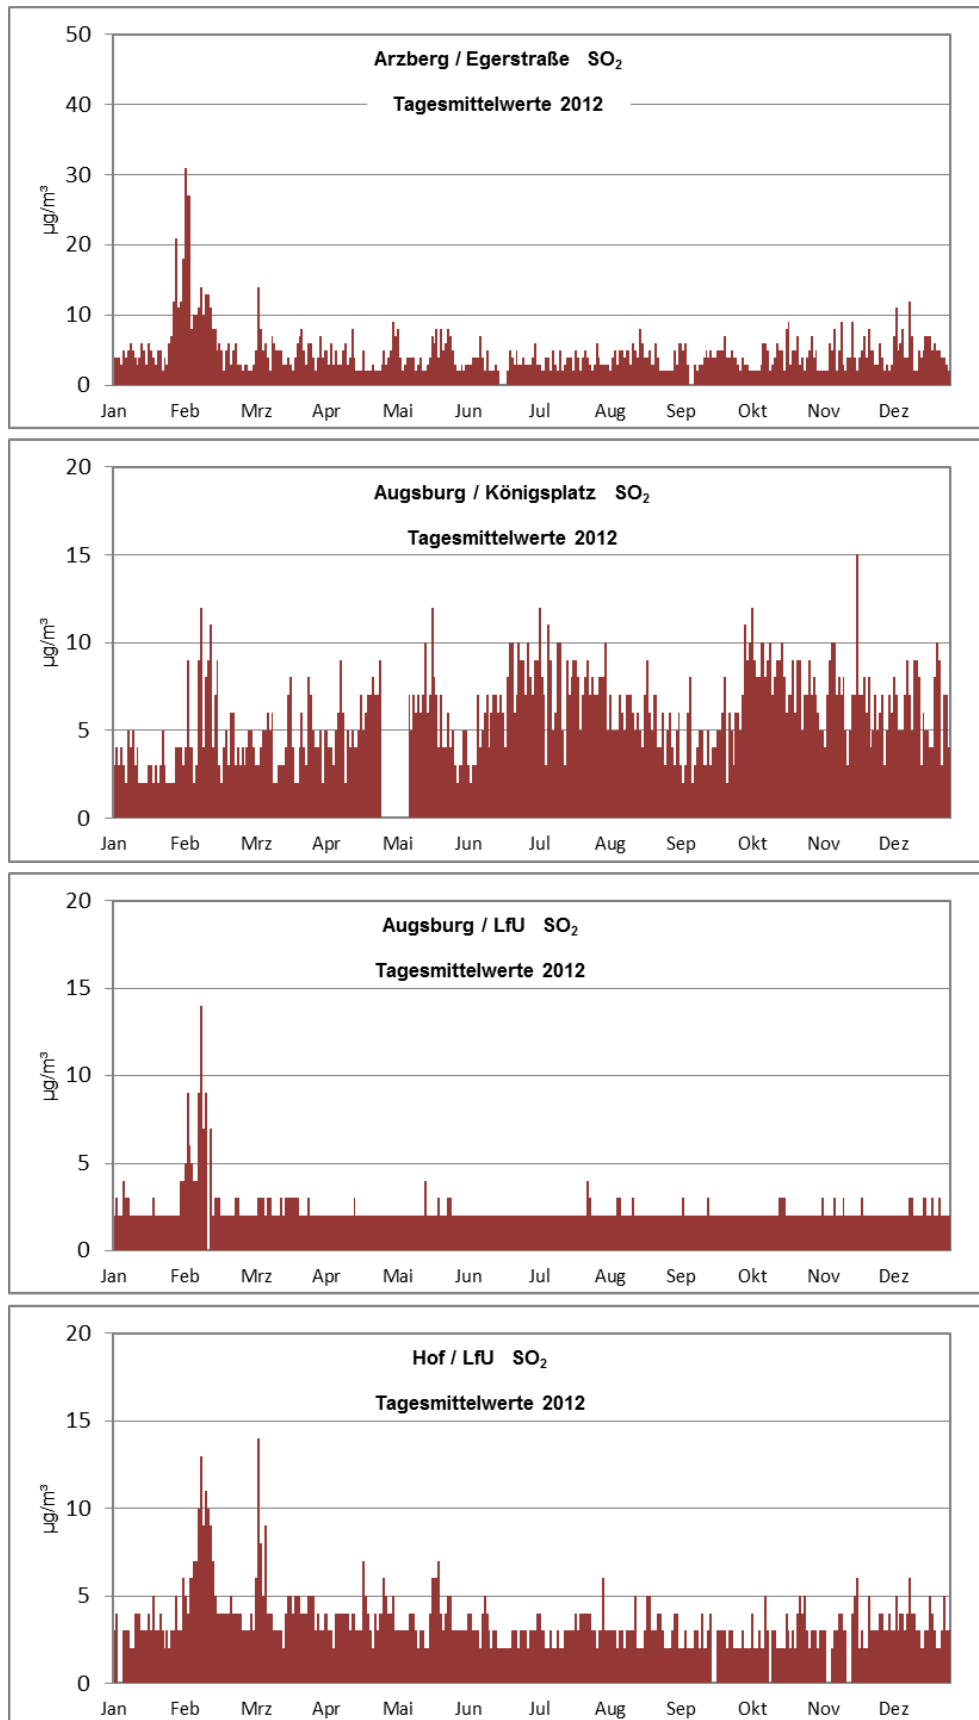 Arzberg / Egerstraße SO₂
Tagesmittelwerte 2012
µg/m³
50
40
30
20
10
0
Jan Feb Mrz Apr Mai Jun Jul Aug Sep Okt Nov Dez
Augsburg / Königsplatz SO₂
Tagesmittelwerte 2012
µg/m³
20
15
10
5
0
Jan Feb Mrz Apr Mai Jun Jul Aug Sep Okt Nov Dez
Augsburg / LfU SO₂
Tagesmittelwerte 2012
µg/m³
20
15
10
5
0
Jan Feb Mrz Apr Mai Jun Jul Aug Sep Okt Nov Dez
Hof / LfU SO₂
Tagesmittelwerte 2012
µg/m³
20
15
10
5
0
Jan Feb Mrz Apr Mai Jun Jul Aug Sep Okt Nov Dez